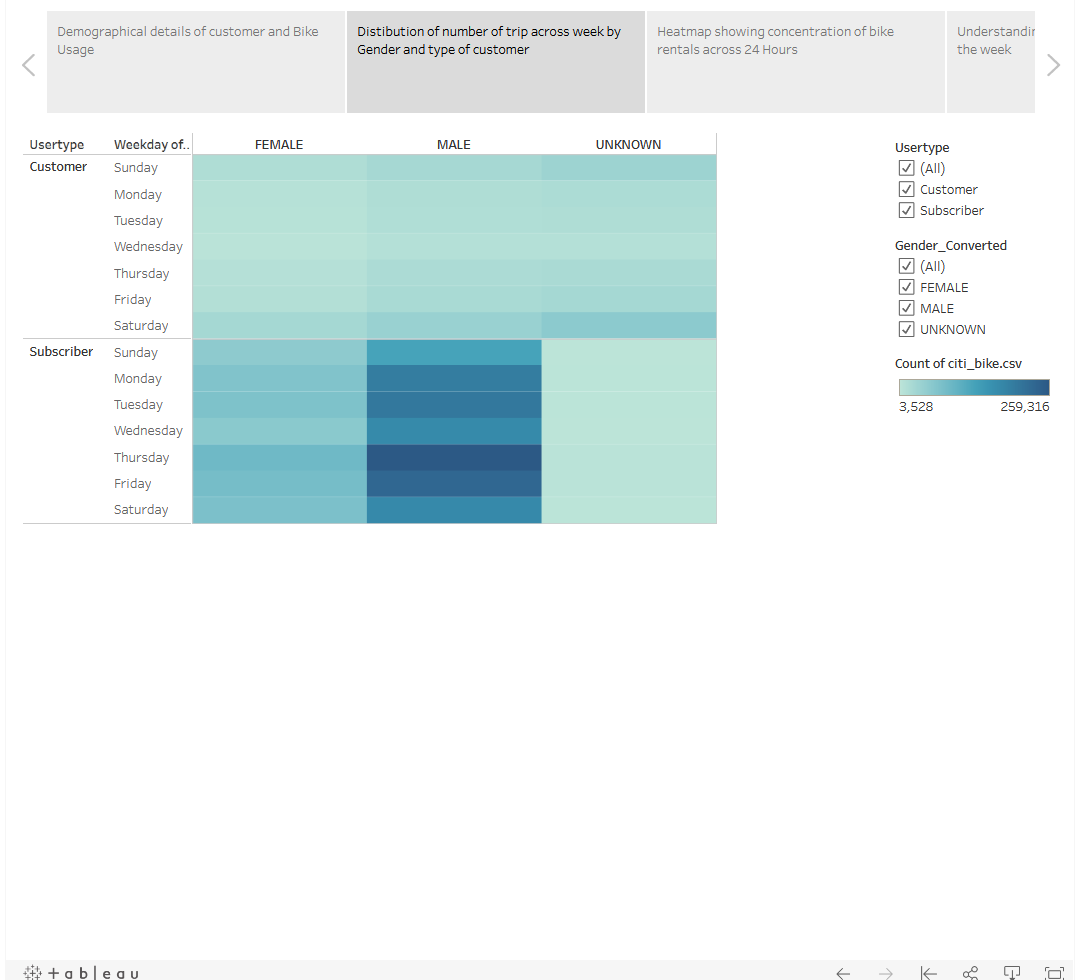 Demographical details of customer and Bike
Usage
Distibution of number of trip across week by
Gender and type of customer
Heatmap showing concentration of bike
rentals across 24 Hours
the week
Usertype Weekday of.. FEMALE MALE UNKNOWN
Customer Sunday
Monday
Tuesday
Wednesday
Thursday
Friday
Saturday
Subscriber Sunday
Monday
Tuesday
Wednesday
Thursday
Friday
Saturday
Usertype
(All)
Customer
Subscriber
Gender_Converted
(All)
FEMALE
MALE
UNKNOWN
Count of citi_bike.csv
3,528 259,316
+ableau